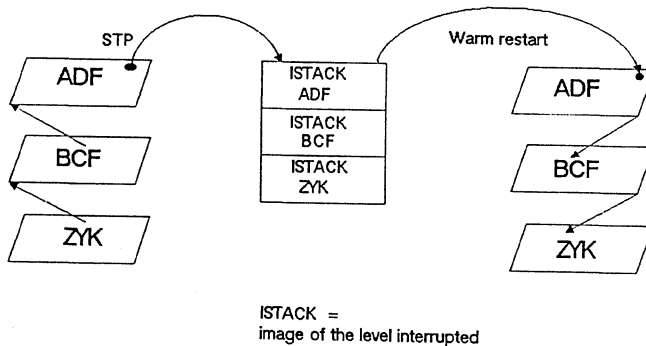 STP
Warm restart
ADF
BCF
ZYK
ISTACK
ADF
ISTACK
BCF
ISTACK
ZYK
ADF
BCF
ZYK
ISTACK =
image of the level interrupted